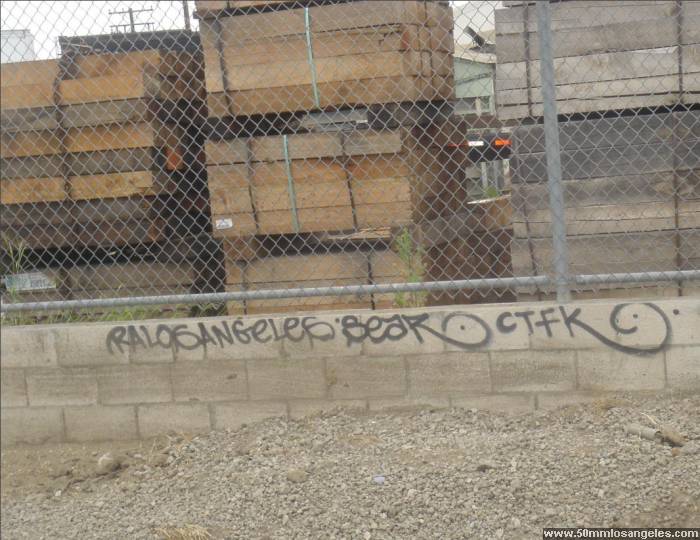 RALOSANGELES. BEAR CTFK
www.50mmlosangeles.com